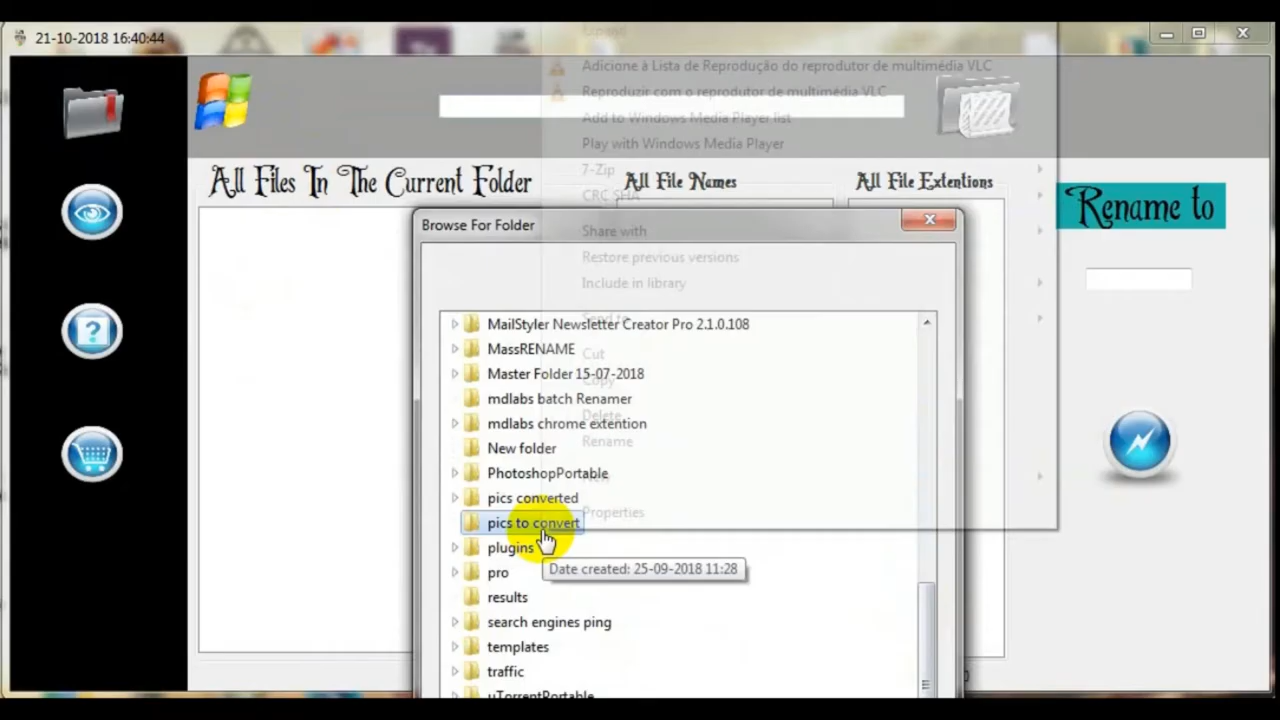 21-10-2018 16:40:44
Upload
Adicione à Lista de Reprodução do reprodutor de multimédia VLC
Reproduzir com o reprodutor de multimédia VLC
Add to Windows Media Player list
Play with Windows Media Player
7-Zip
CRC SHA
All Files In The Current Folder
All File Names
All File Extentions
Rename to
Browse For Folder
Share with
Restore previous versions
Include in library
Send to
Cut
Copy
Delete
Rename
New
Properties
MailStyler Newsletter Creator Pro 2.1.0.108
MassRENAME
Master Folder 15-07-2018
mdlabs batch Renamer
mdlabs chrome extention
New folder
PhotoshopPortable
pics converted
pics to convert
plugins
Date created: 25-09-2018 11:28
pro
results
search engines ping
templates
traffic
uTorrentPortable